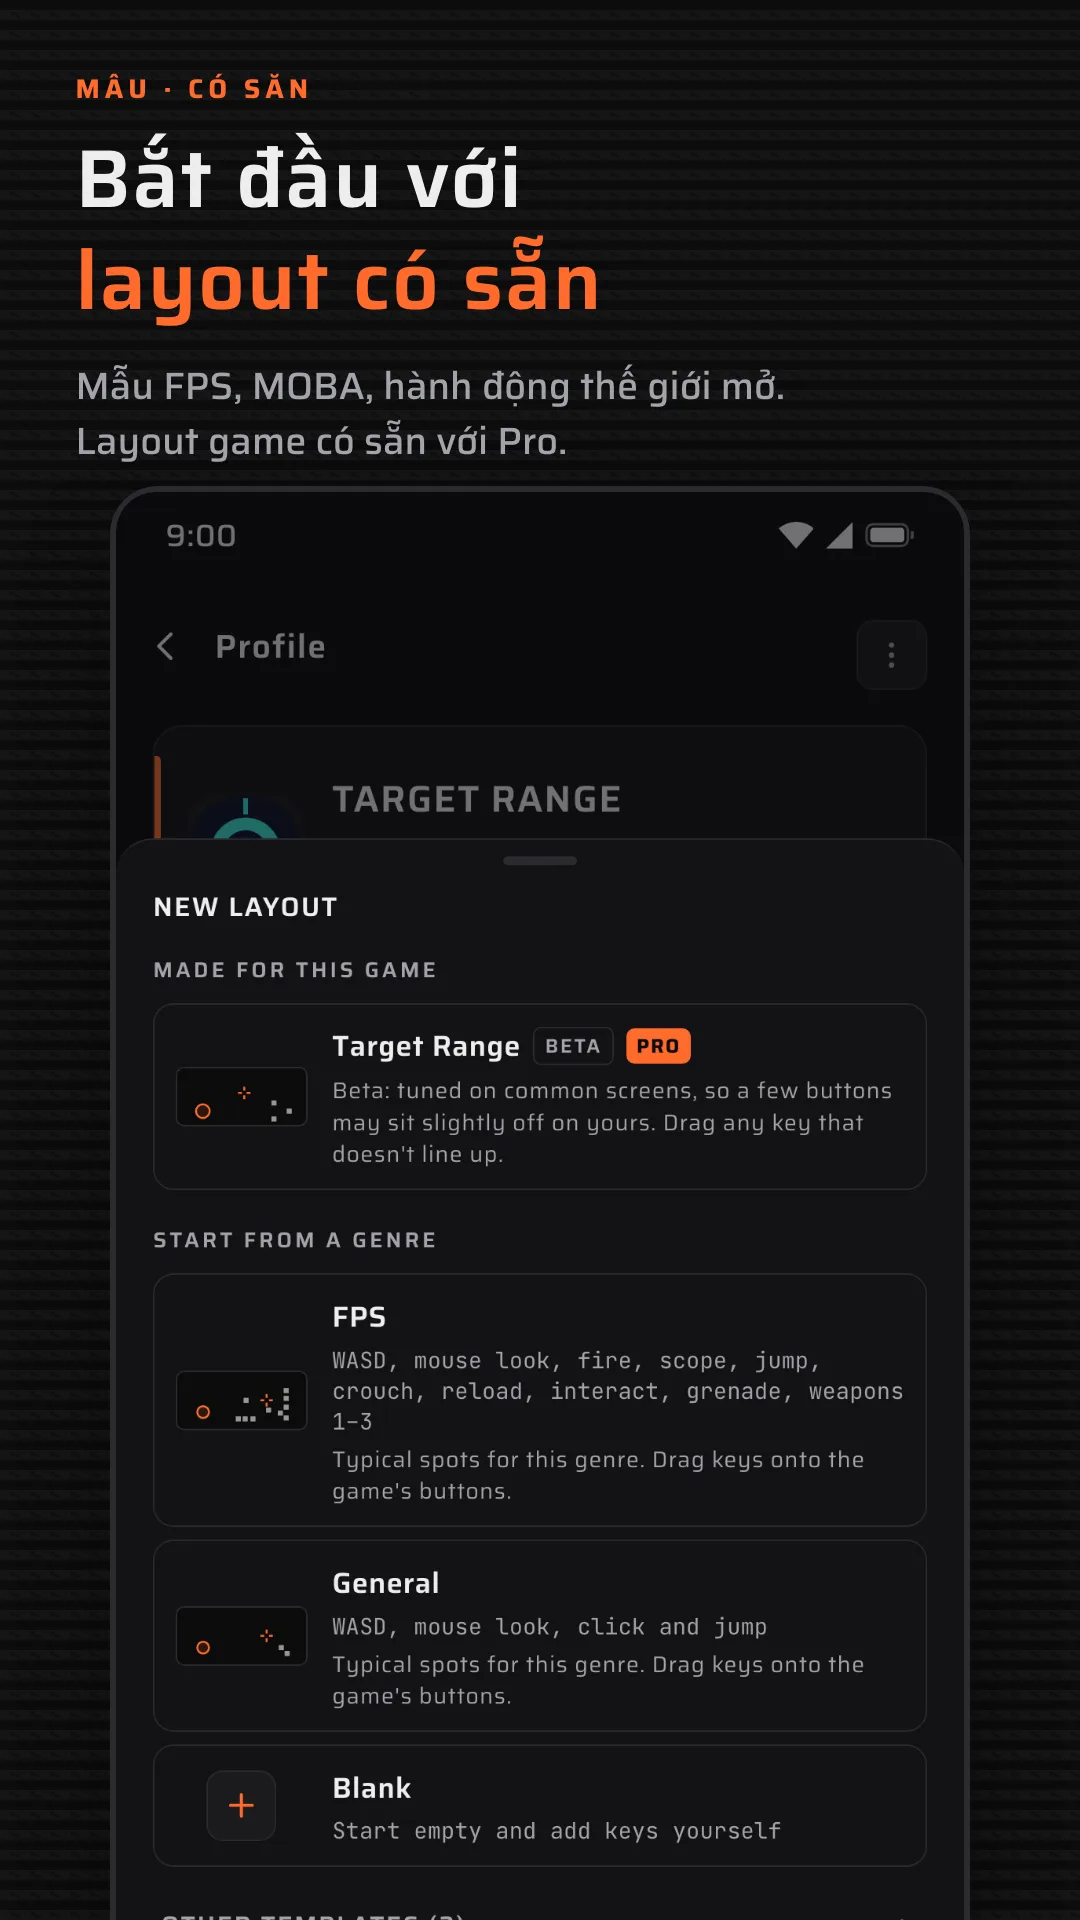 MẪU · CÓ SẴN
Bắt đầu với
layout có sẵn
Mẫu FPS, MOBA, hành động thế giới mở.
Layout game có sẵn với Pro.
9:00
Profile
TARGET RANGE
NEW LAYOUT
MADE FOR THIS GAME
Target Range BETA PRO
Beta: tuned on common screens, so a few buttons
may sit slightly off on yours. Drag any key that
doesn't line up.
START FROM A GENRE
FPS
WASD, mouse look, fire, scope, jump,
crouch, reload, interact, grenade, weapons
1–3
Typical spots for this genre. Drag keys onto the
game's buttons.
General
WASD, mouse look, click and jump
Typical spots for this genre. Drag keys onto the
game's buttons.
Blank
Start empty and add keys yourself
OTHER TEMPLATES